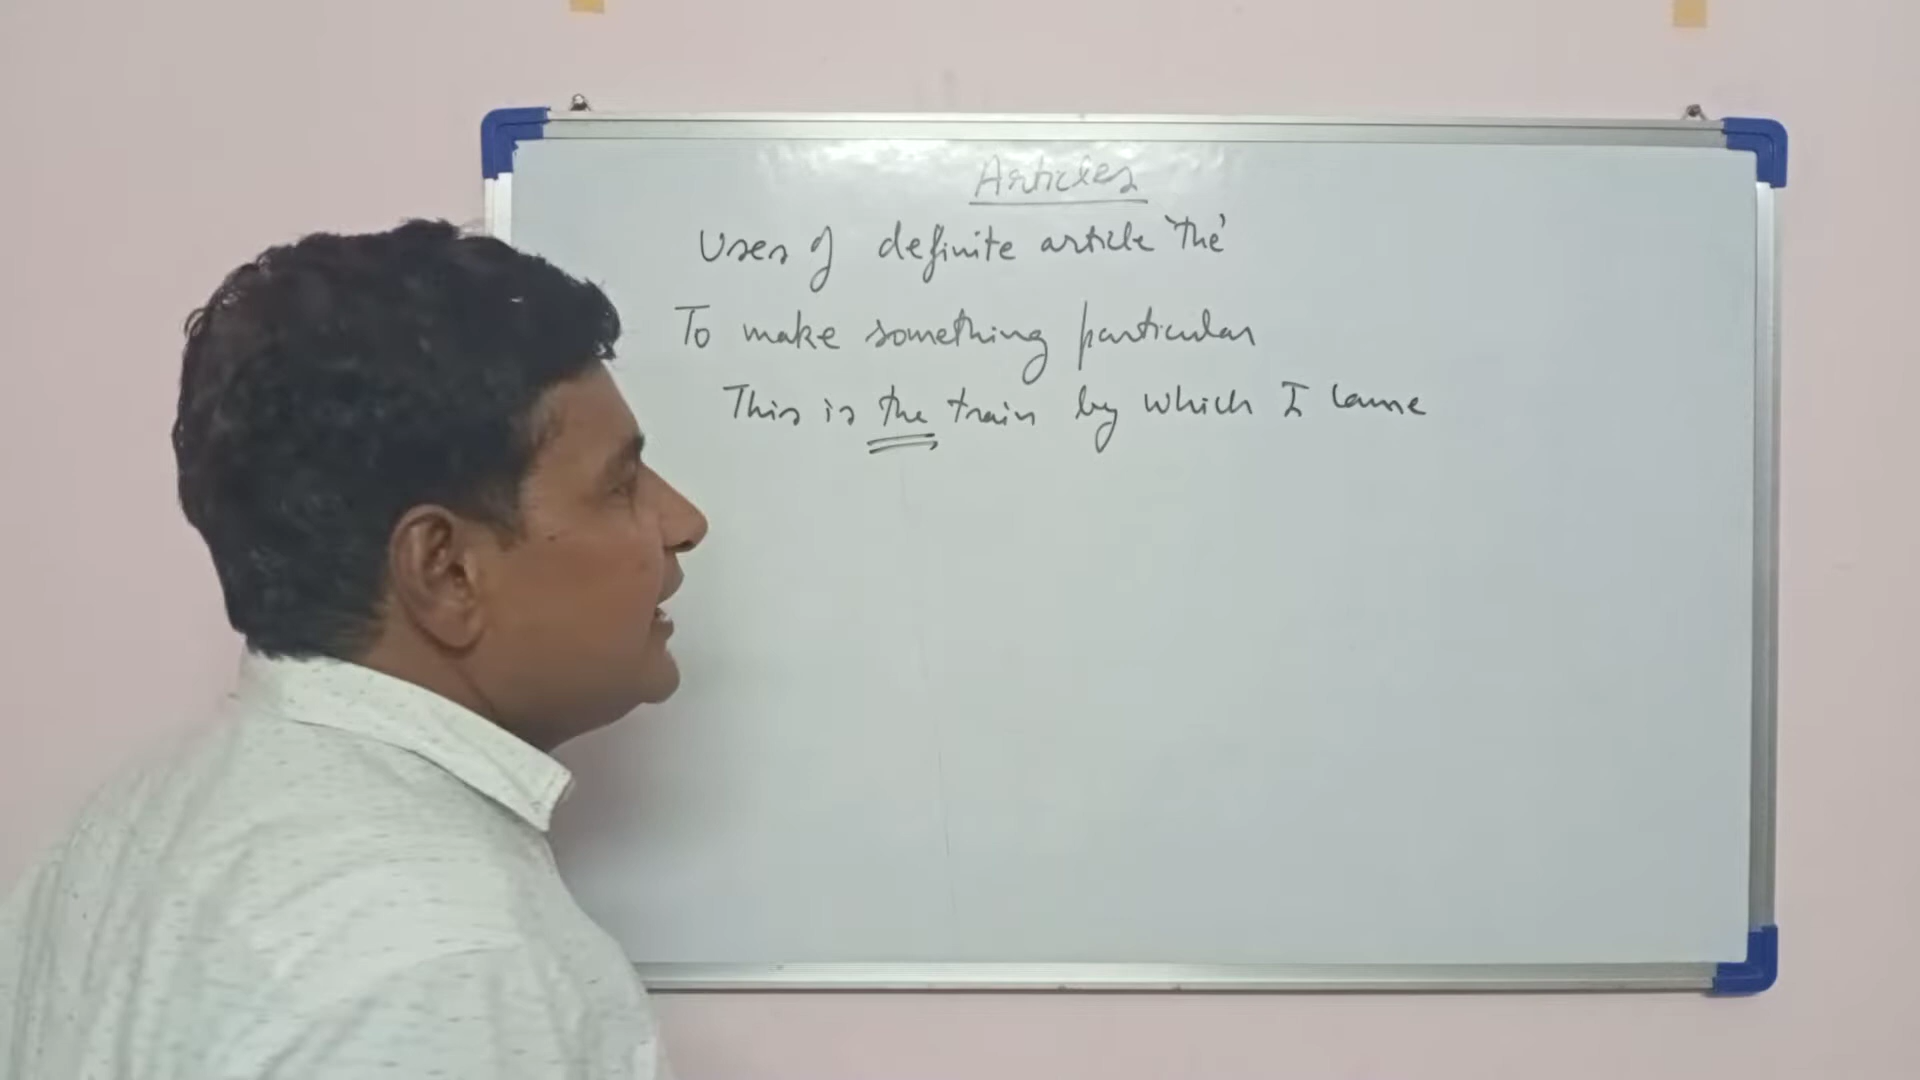 Articles
Uses of definite article 'the'
To make something particular
This is the train by which I came